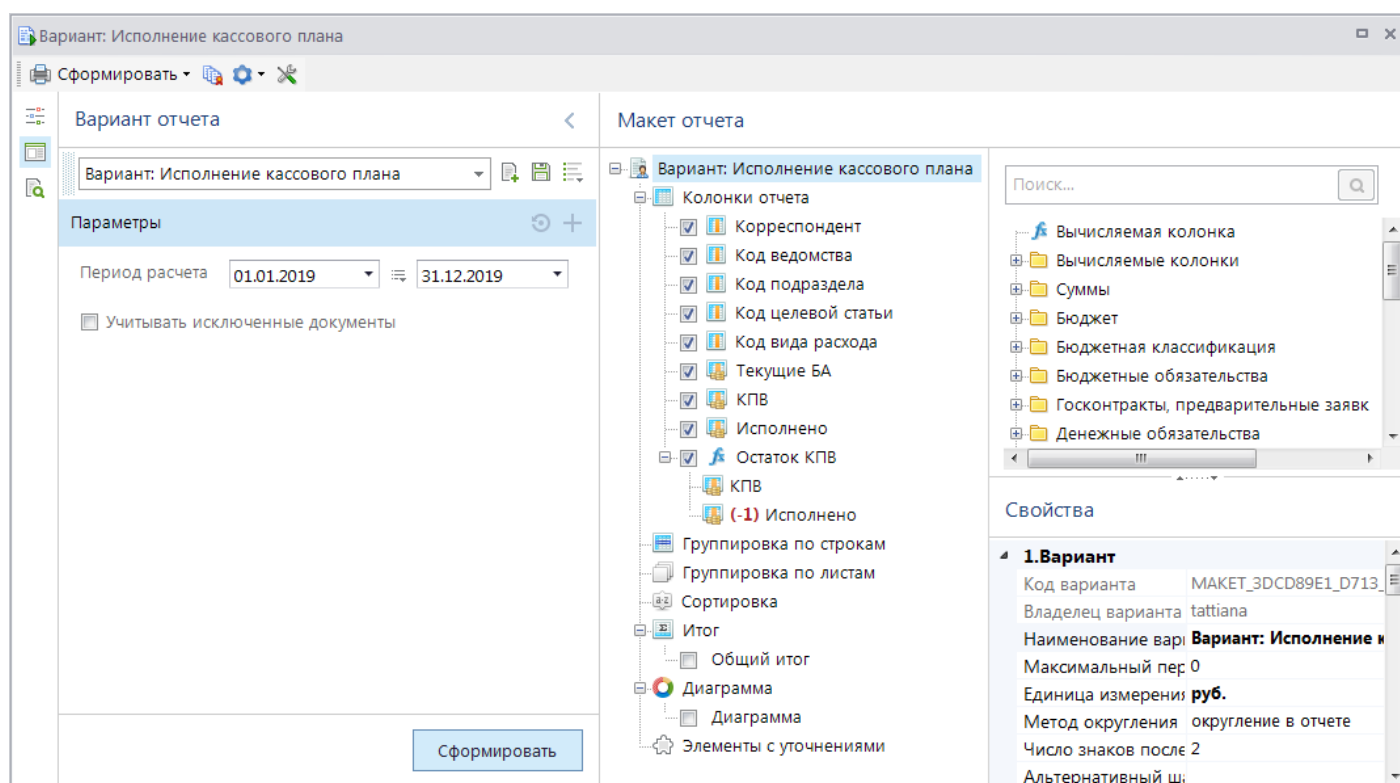 Вариант: Исполнение кассового плана
Сформировать
Вариант отчета
Вариант: Исполнение кассового плана
Параметры
Период расчета 01.01.2019 31.12.2019
Учитывать исключенные документы
Сформировать
Макет отчета
Вариант: Исполнение кассового плана
Колонки отчета
Корреспондент
Код ведомства
Код подраздела
Код целевой статьи
Код вида расхода
Текущие БА
КПВ
Исполнено
fx Остаток КПВ
КПВ
(-1) Исполнено
Группировка по строкам
Группировка по листам
a-z Сортировка
Σ Итог
Общий итог
Диаграмма
Диаграмма
Элементы с уточнениями
Поиск...
fx Вычисляемая колонка
Вычисляемые колонки
Суммы
Бюджет
Бюджетная классификация
Бюджетные обязательства
Госконтракты, предварительные заявк
Денежные обязательства
Свойства
1.Вариант
Код варианта MAKET_3DCD89E1_D713_
Владелец варианта tattiana
Наименование вари Вариант: Исполнение к
Максимальный пер 0
Единица измерения руб.
Метод округления округление в отчете
Число знаков после 2
Альтернативный ша